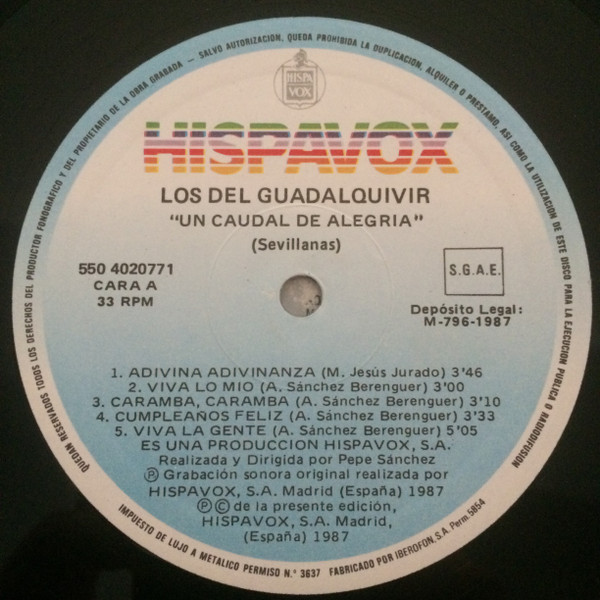 QUEDAN RESERVADOS TODOS LOS DERECHOS DEL PRODUCTOR FONOGRAFICO Y DEL PROPIETARIO DE LA OBRA GRABADA - SALVO AUTORIZACION, QUEDA PROHIBIDA LA DUPLICACION, ALQUILER O PRESTAMO, ASI COMO LA UTILIZACION DE ESTE DISCO PARA LA EJECUCION PUBLICA O RADIODIFUSION
HISPA
VOX
HISPAVOX
LOS DEL GUADALQUIVIR
"UN CAUDAL DE ALEGRIA"
(Sevillanas)
550 4020771
CARA A
33 RPM
S.G.A.E.
Depósito Legal:
M-796-1987
1. ADIVINA ADIVINANZA (M. Jesús Jurado) 3'46
2. VIVA LO MIO (A. Sánchez Berenguer) 3'00
3. CARAMBA, CARAMBA (A. Sánchez Berenguer) 3'10
4. CUMPLEAÑOS FELIZ (A. Sánchez Berenguer) 3'33
5. VIVA LA GENTE (A. Sánchez Berenguer) 5'05
ES UNA PRODUCCION HISPAVOX, S.A.
Realizada y Dirigida por Pepe Sánchez
Ⓟ Grabación sonora original realizada por
HISPAVOX, S.A. Madrid (España) 1987
ⓅⒸ de la presente edición,
HISPAVOX, S.A. Madrid,
(España) 1987
IMPUESTO DE LUJO A METALICO PERMISO N.° 3637 FABRICADO POR IBEROFON, S.A. Perm. 5854